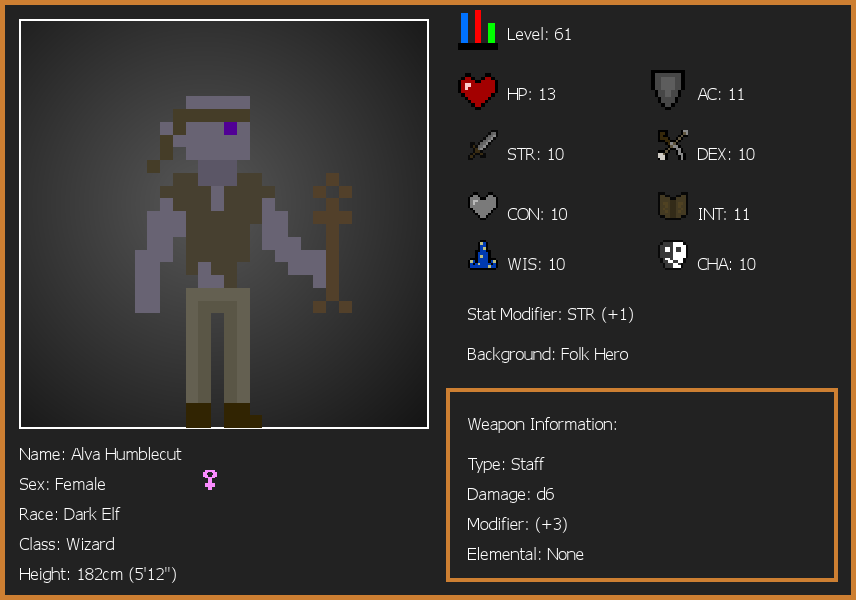 Level: 61
HP: 13
AC: 11
STR: 10
DEX: 10
CON: 10
INT: 11
WIS: 10
CHA: 10
Stat Modifier: STR (+1)
Background: Folk Hero
Weapon Information:
Type: Staff
Damage: d6
Modifier: (+3)
Elemental: None
Name: Alva Humblecut
Sex: Female
Race: Dark Elf
Class: Wizard
Height: 182cm (5'12")